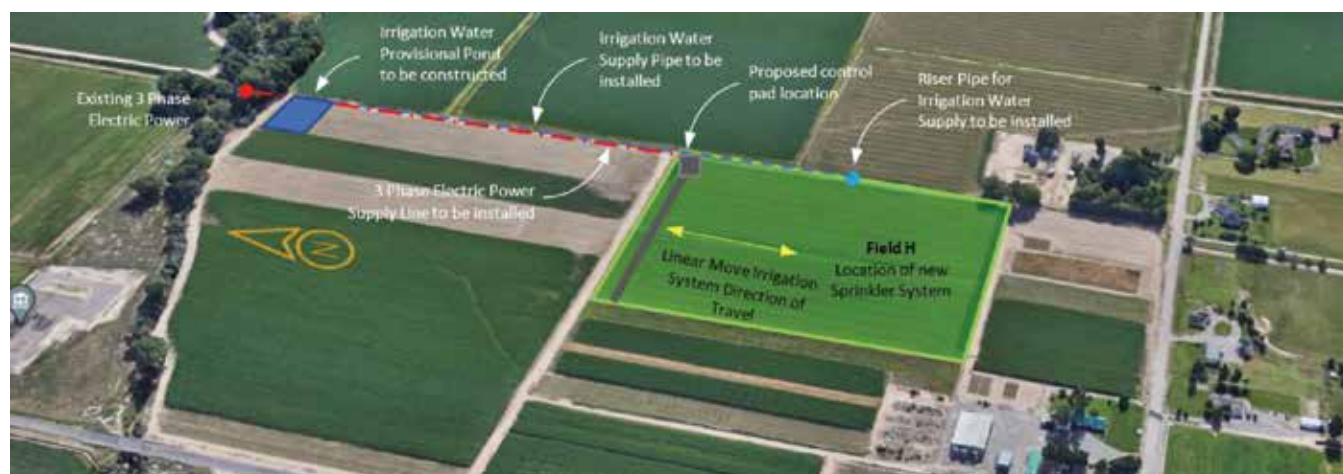 Irrigation Water
Provisional Pond
to be constructed
Irrigation Water
Supply Pipe to be
installed
Proposed control
pad location
Riser Pipe for
Irrigation Water
Supply to be installed
Existing 3 Phase
Electric Power
3 Phase Electric Power
Supply Line to be installed
N
Linear Move Irrigation
System Direction of
Travel
Field H
Location of new
Sprinkler System